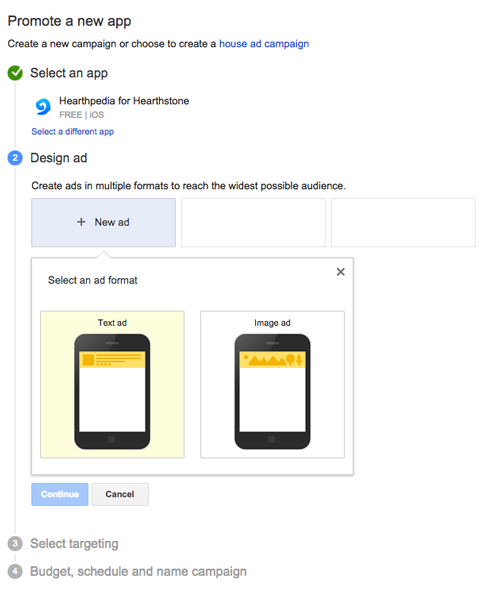 Promote a new app
Create a new campaign or choose to create a house ad campaign
Select an app
Hearthpedia for Hearthstone
FREE | iOS
Select a different app
2 Design ad
Create ads in multiple formats to reach the widest possible audience.
+ New ad
Select an ad format
Text ad Image ad
Continue Cancel
3 Select targeting
4 Budget, schedule and name campaign